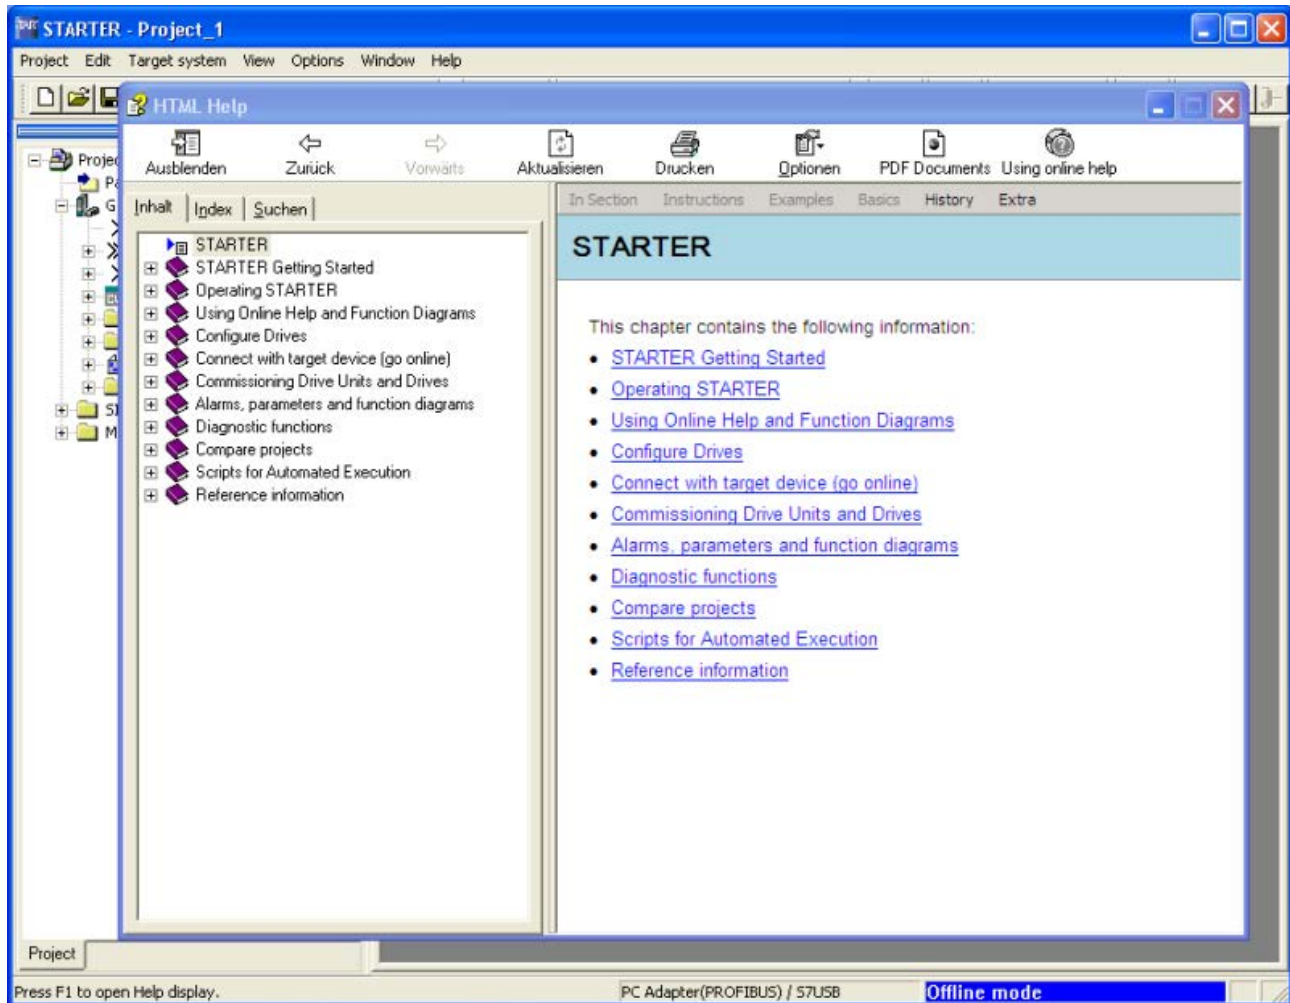 STARTER - Project_1
Project Edit Target system View Options Window Help
HTML Help
Ausblenden Zurück Vorwärts Aktualisieren Drucken Optionen PDF Documents Using online help
Inhalt Index Suchen
In Section Instructions Examples Basics History Extra
STARTER
STARTER Getting Started
Operating STARTER
Using Online Help and Function Diagrams
Configure Drives
Connect with target device (go online)
Commissioning Drive Units and Drives
Alarms, parameters and function diagrams
Diagnostic functions
Compare projects
Scripts for Automated Execution
Reference information
STARTER
This chapter contains the following information:
• STARTER Getting Started
• Operating STARTER
• Using Online Help and Function Diagrams
• Configure Drives
• Connect with target device (go online)
• Commissioning Drive Units and Drives
• Alarms, parameters and function diagrams
• Diagnostic functions
• Compare projects
• Scripts for Automated Execution
• Reference information
Project
Press F1 to open Help display.
PC Adapter(PROFIBUS) / S7USB
Offline mode